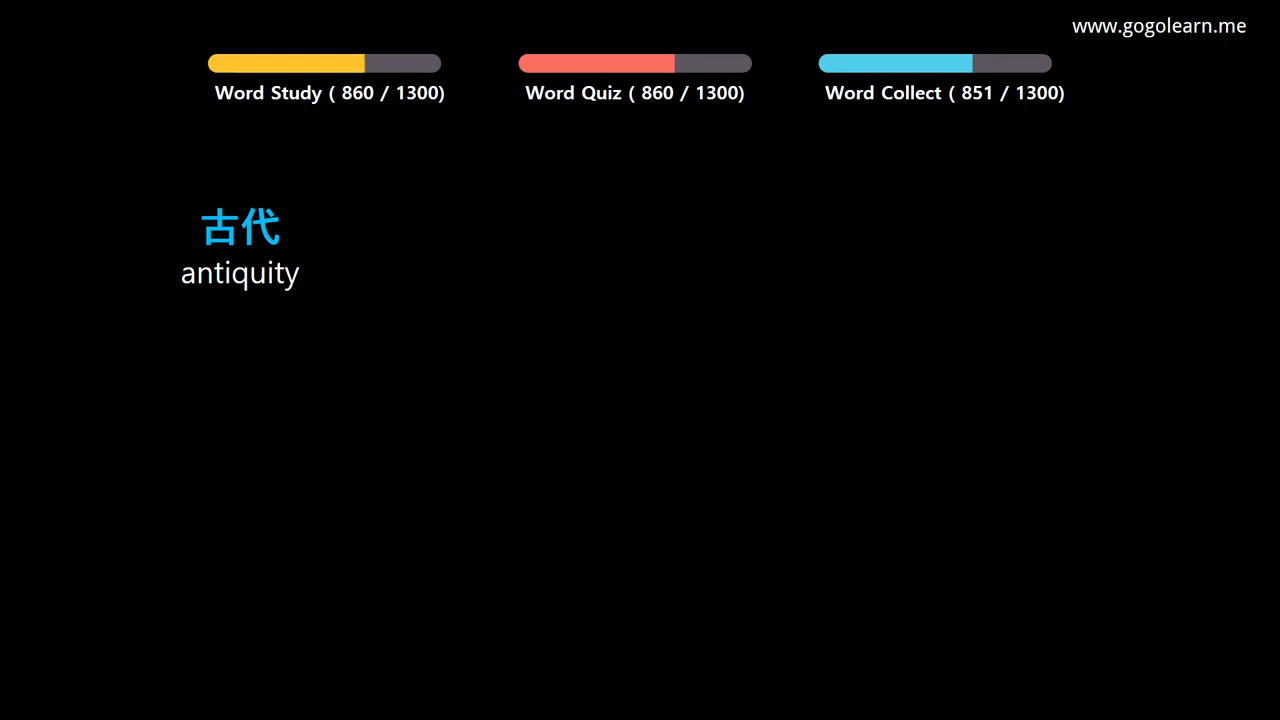 www.gogolearn.me
Word Study ( 860 / 1300)
Word Quiz ( 860 / 1300)
Word Collect ( 851 / 1300)
古代
antiquity